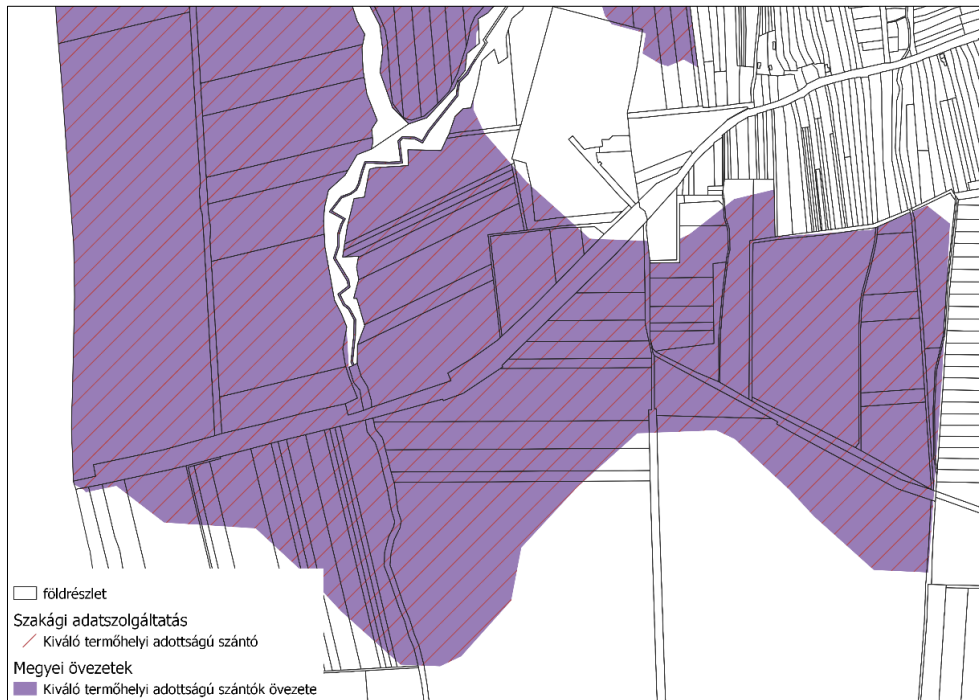 földrészlet
Szakági adatszolgáltatás
Kiváló termőhelyi adottságú szántó
Megyei övezetek
Kiváló termőhelyi adottságú szántók övezete